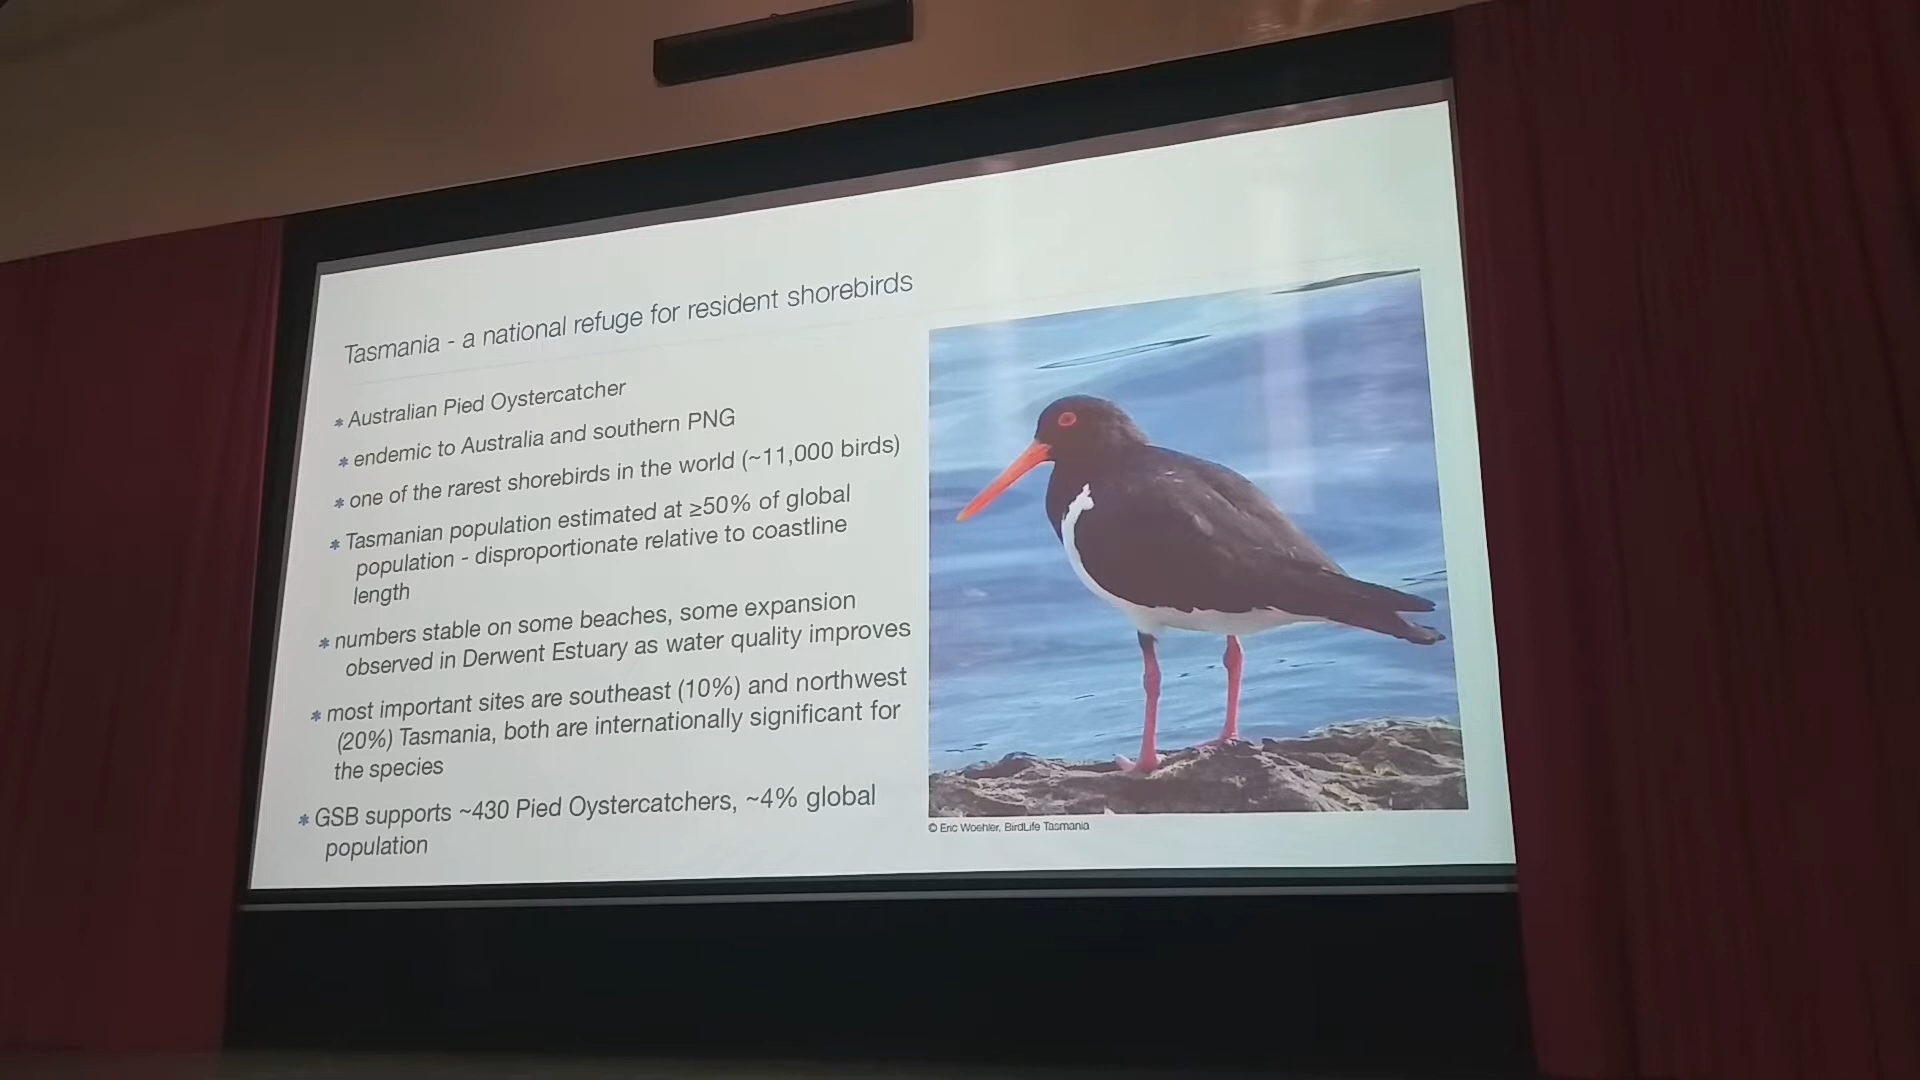 Tasmania - a national refuge for resident shorebirds
* Australian Pied Oystercatcher
* endemic to Australia and southern PNG
* one of the rarest shorebirds in the world (~11,000 birds)
* Tasmanian population estimated at ≥50% of global
population - disproportionate relative to coastline
length
* numbers stable on some beaches, some expansion
observed in Derwent Estuary as water quality improves
* most important sites are southeast (10%) and northwest
(20%) Tasmania, both are internationally significant for
the species
* GSB supports ~430 Pied Oystercatchers, ~4% global
population
© Eric Woehler, BirdLife Tasmania